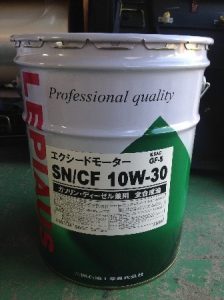 LEPIAUS
Professional quality
エクシードモーター
ILSAC
GF-5
SN/CF 10W-30
ガソリン・ディーゼル兼用 全合成油